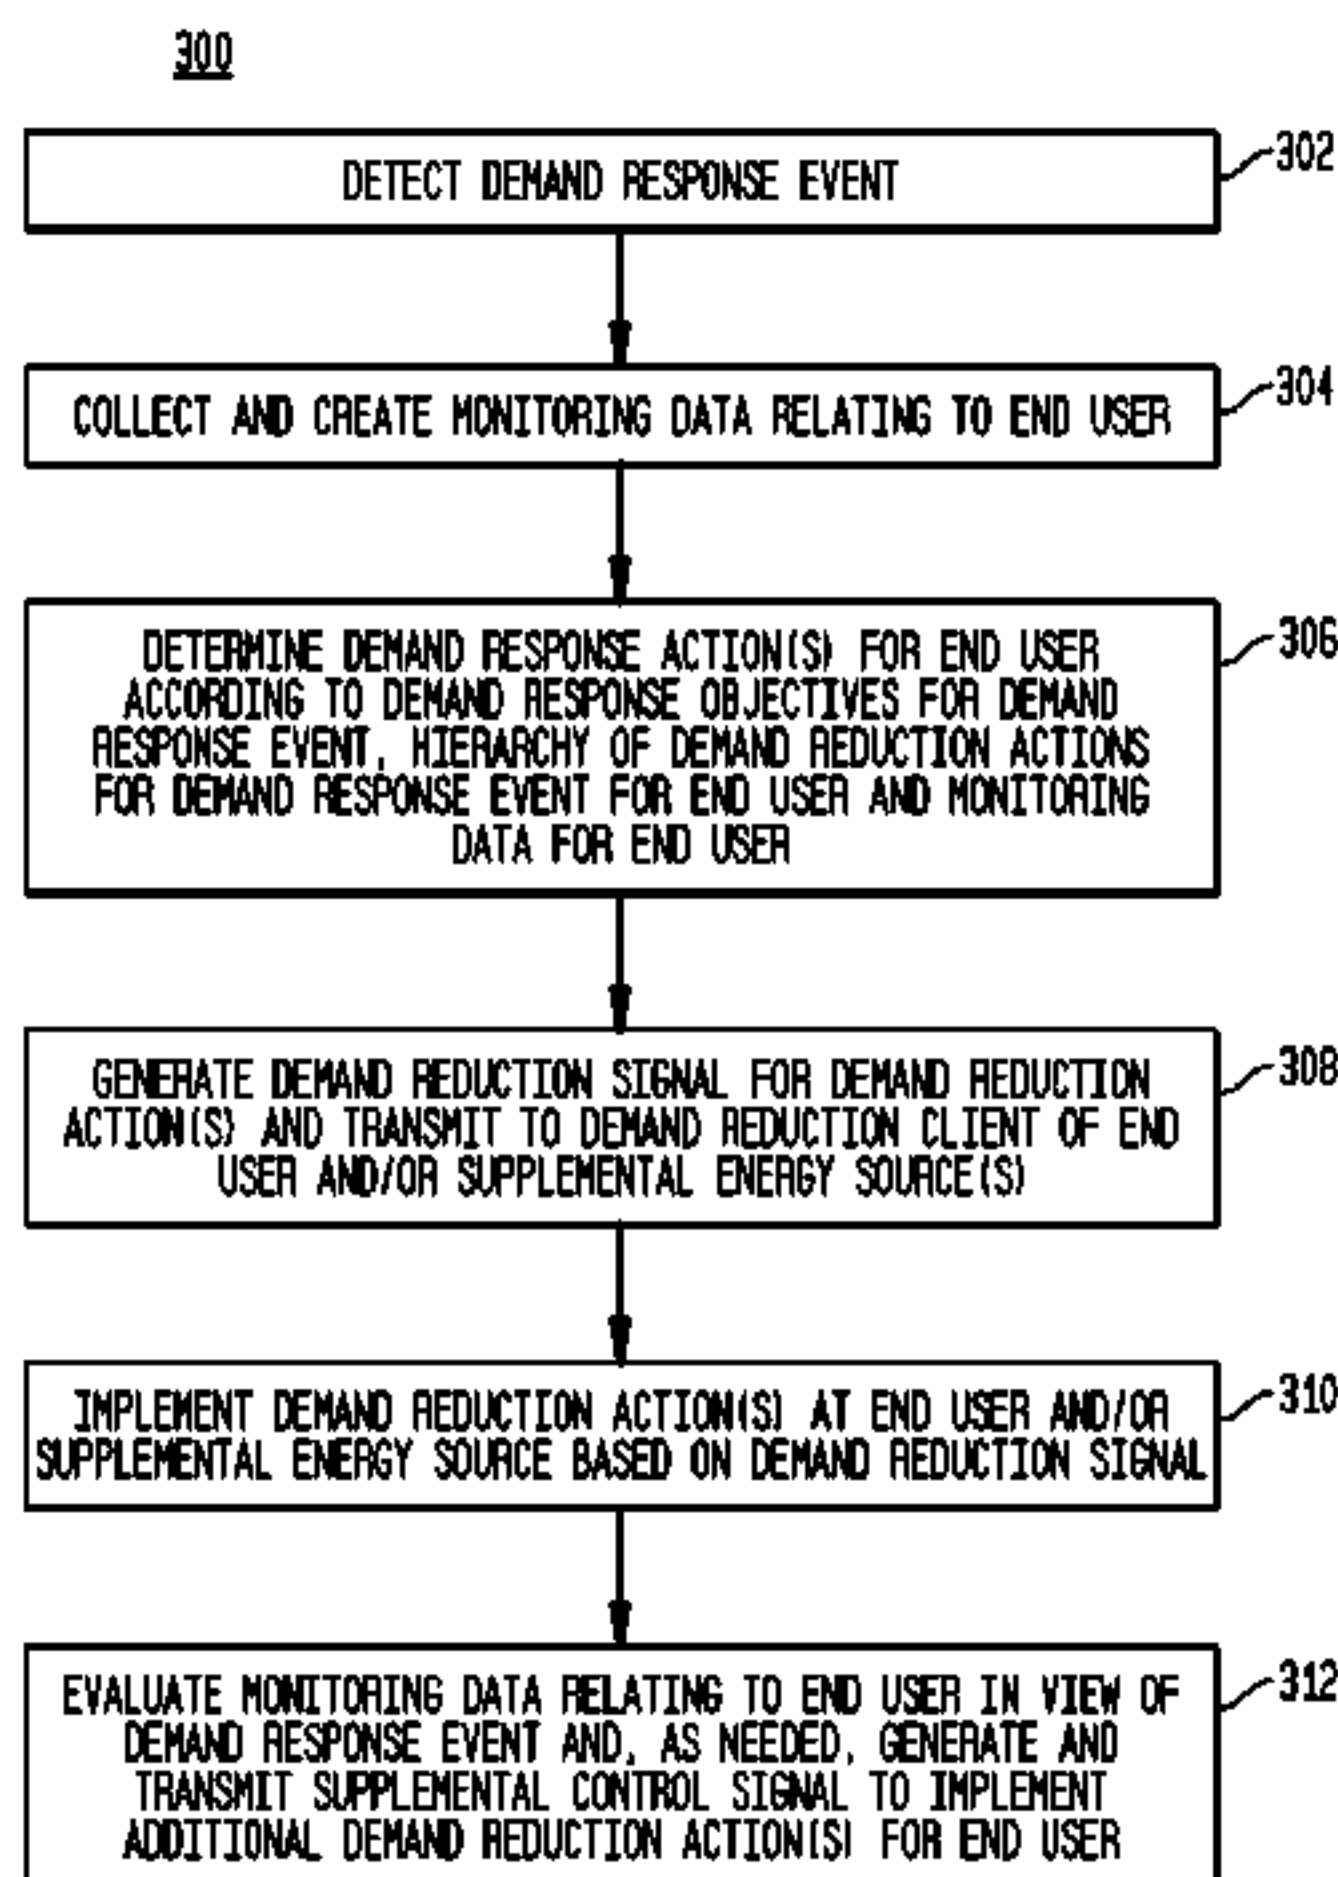 300
DETECT DEMAND RESPONSE EVENT
302
COLLECT AND CREATE MONITORING DATA RELATING TO END USER
304
DETERMINE DEMAND RESPONSE ACTION(S) FOR END USER
ACCORDING TO DEMAND RESPONSE OBJECTIVES FOR DEMAND
RESPONSE EVENT, HIERARCHY OF DEMAND REDUCTION ACTIONS
FOR DEMAND RESPONSE EVENT FOR END USER AND MONITORING
DATA FOR END USER
306
GENERATE DEMAND REDUCTION SIGNAL FOR DEMAND REDUCTION
ACTION(S) AND TRANSMIT TO DEMAND REDUCTION CLIENT OF END
USER AND/OR SUPPLEMENTAL ENERGY SOURCE(S)
308
IMPLEMENT DEMAND REDUCTION ACTION(S) AT END USER AND/OR
SUPPLEMENTAL ENERGY SOURCE BASED ON DEMAND REDUCTION SIGNAL
310
EVALUATE MONITORING DATA RELATING TO END USER IN VIEW OF
DEMAND RESPONSE EVENT AND, AS NEEDED, GENERATE AND
TRANSMIT SUPPLEMENTAL CONTROL SIGNAL TO IMPLEMENT
ADDITIONAL DEMAND REDUCTION ACTION(S) FOR END USER
312